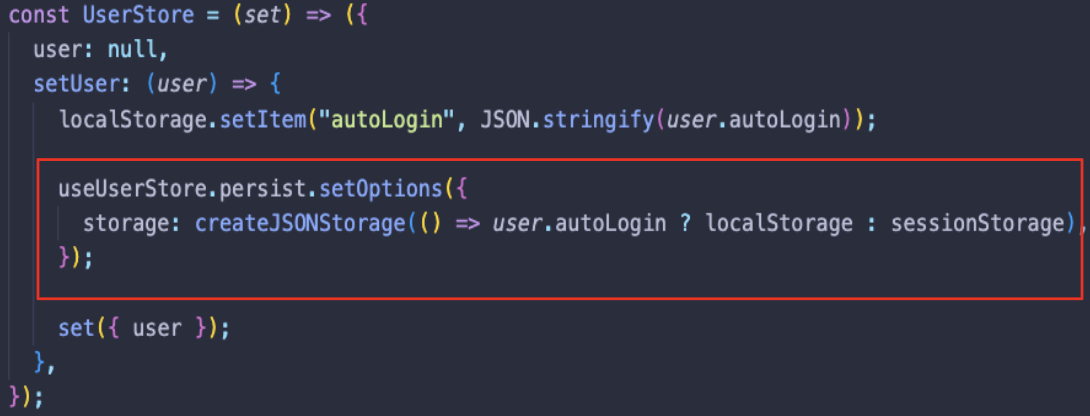 const UserStore = (set) => ({
user: null,
setUser: (user) => {
localStorage.setItem("autoLogin", JSON.stringify(user.autoLogin));
useUserStore.persist.setOptions({
storage: createJSONStorage(() => user.autoLogin ? localStorage : sessionStorage),
});
set({ user });
},
});